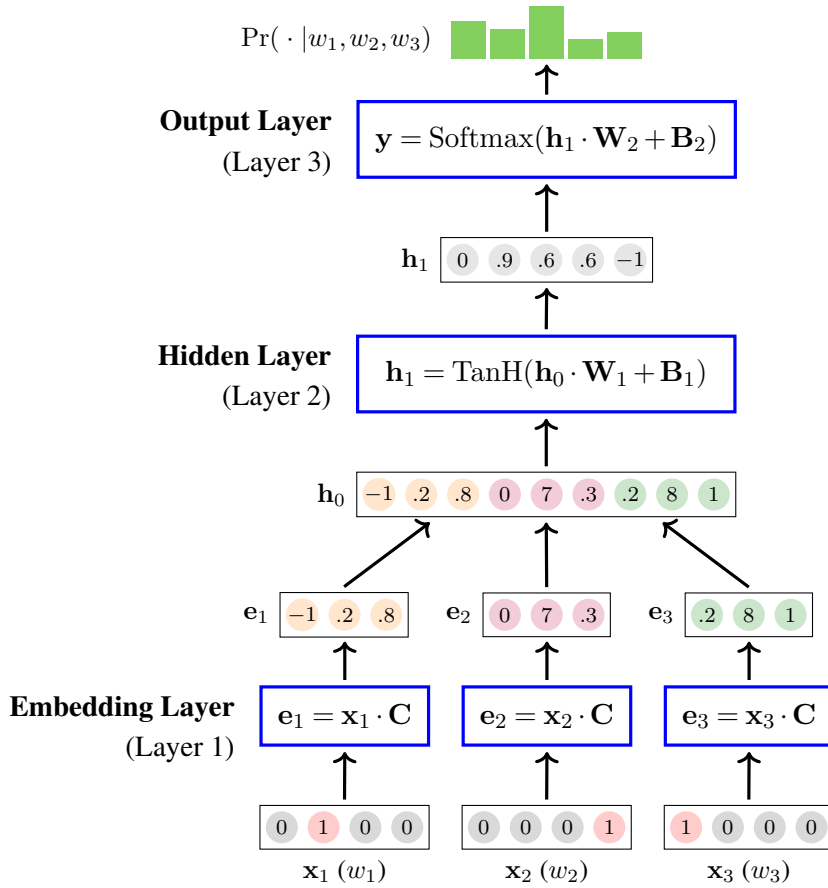 Pr( · |w₁, w₂, w₃)
Output Layer
(Layer 3)
y = Softmax(h₁ · W₂ + B₂)
h₁ 0 .9 .6 .6 −1
Hidden Layer
(Layer 2)
h₁ = TanH(h₀ · W₁ + B₁)
h₀ −1 .2 .8 0 7 .3 .2 8 1
e₁ −1 .2 .8 e₂ 0 7 .3 e₃ .2 8 1
Embedding Layer
(Layer 1)
e₁ = x₁ · C e₂ = x₂ · C e₃ = x₃ · C
0 1 0 0 0 0 0 1 1 0 0 0
x₁ (w₁) x₂ (w₂) x₃ (w₃)